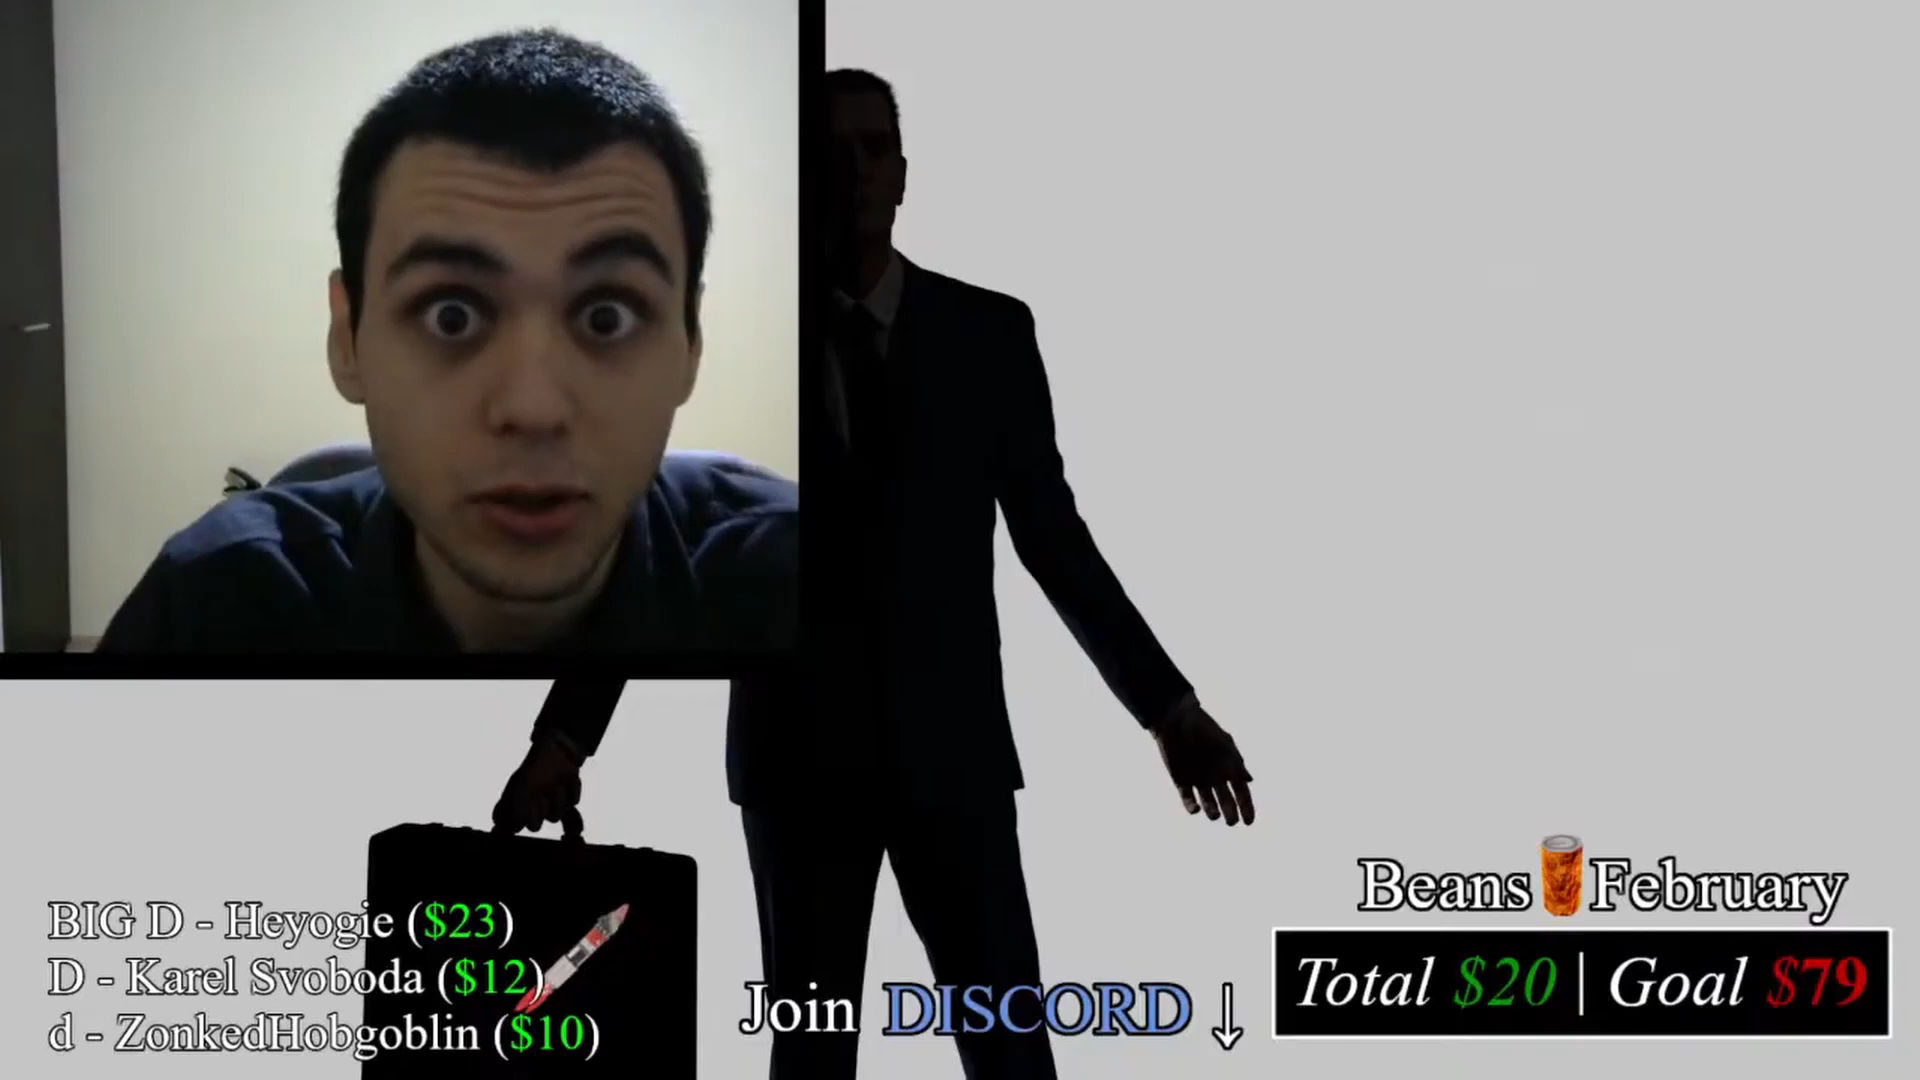 BIG D - Heyogie ($23)
D - Karel Svoboda ($12)
d - ZonkedHobgoblin ($10)
Join DISCORD ↓
Beans February
Total $20 | Goal $79